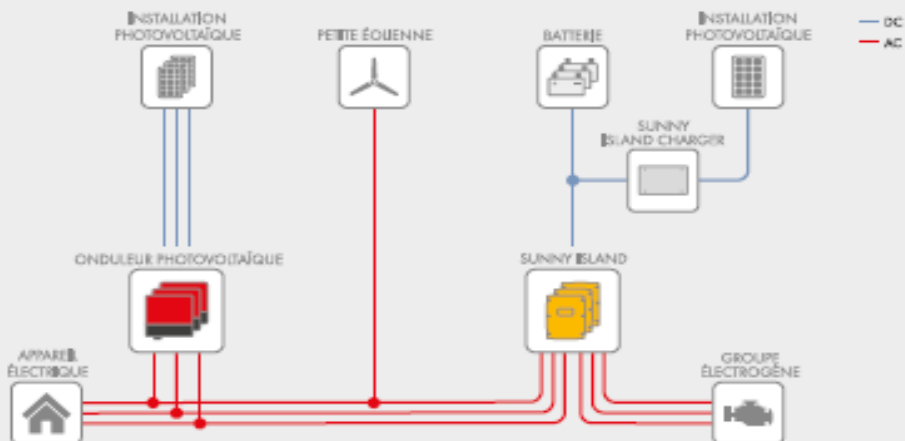 INSTALLATION
PHOTOVOLTAÏQUE
PETITE ÉOLIENNE
BATTERIE
INSTALLATION
PHOTOVOLTAÏQUE
DC
AC
SUNNY
ISLAND CHARGER
ONDULEUR PHOTOVOLTAÏQUE
SUNNY ISLAND
APPAREIL
ÉLECTRIQUE
GROUPE
ÉLECTROGÈNE